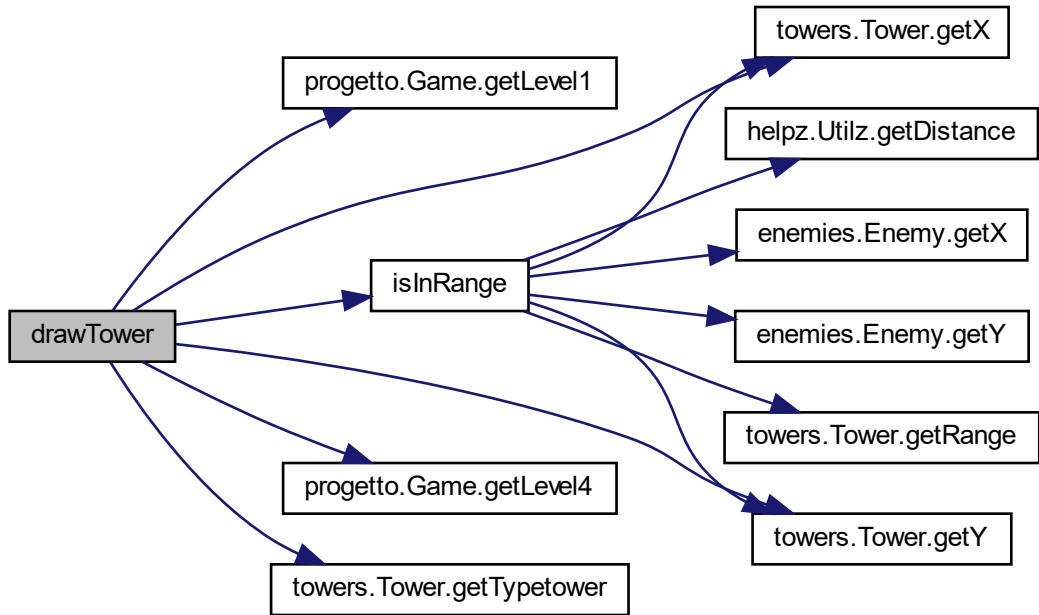 drawTower
progetto.Game.getLevel1
isInRange
progetto.Game.getLevel4
towers.Tower.getTypetower
towers.Tower.getX
helpz.Utilz.getDistance
enemies.Enemy.getX
enemies.Enemy.getY
towers.Tower.getRange
towers.Tower.getY